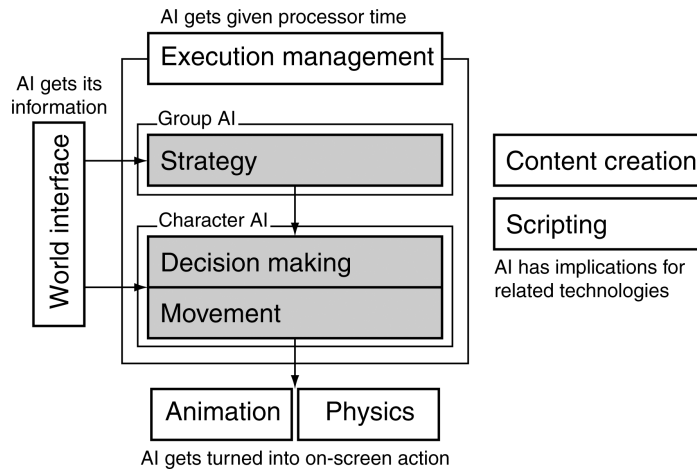 AI gets given processor time
Execution management
AI gets its
information
Group AI
World interface
Strategy
Content creation
Character AI
Scripting
Decision making
AI has implications for
related technologies
Movement
Animation
Physics
AI gets turned into on-screen action